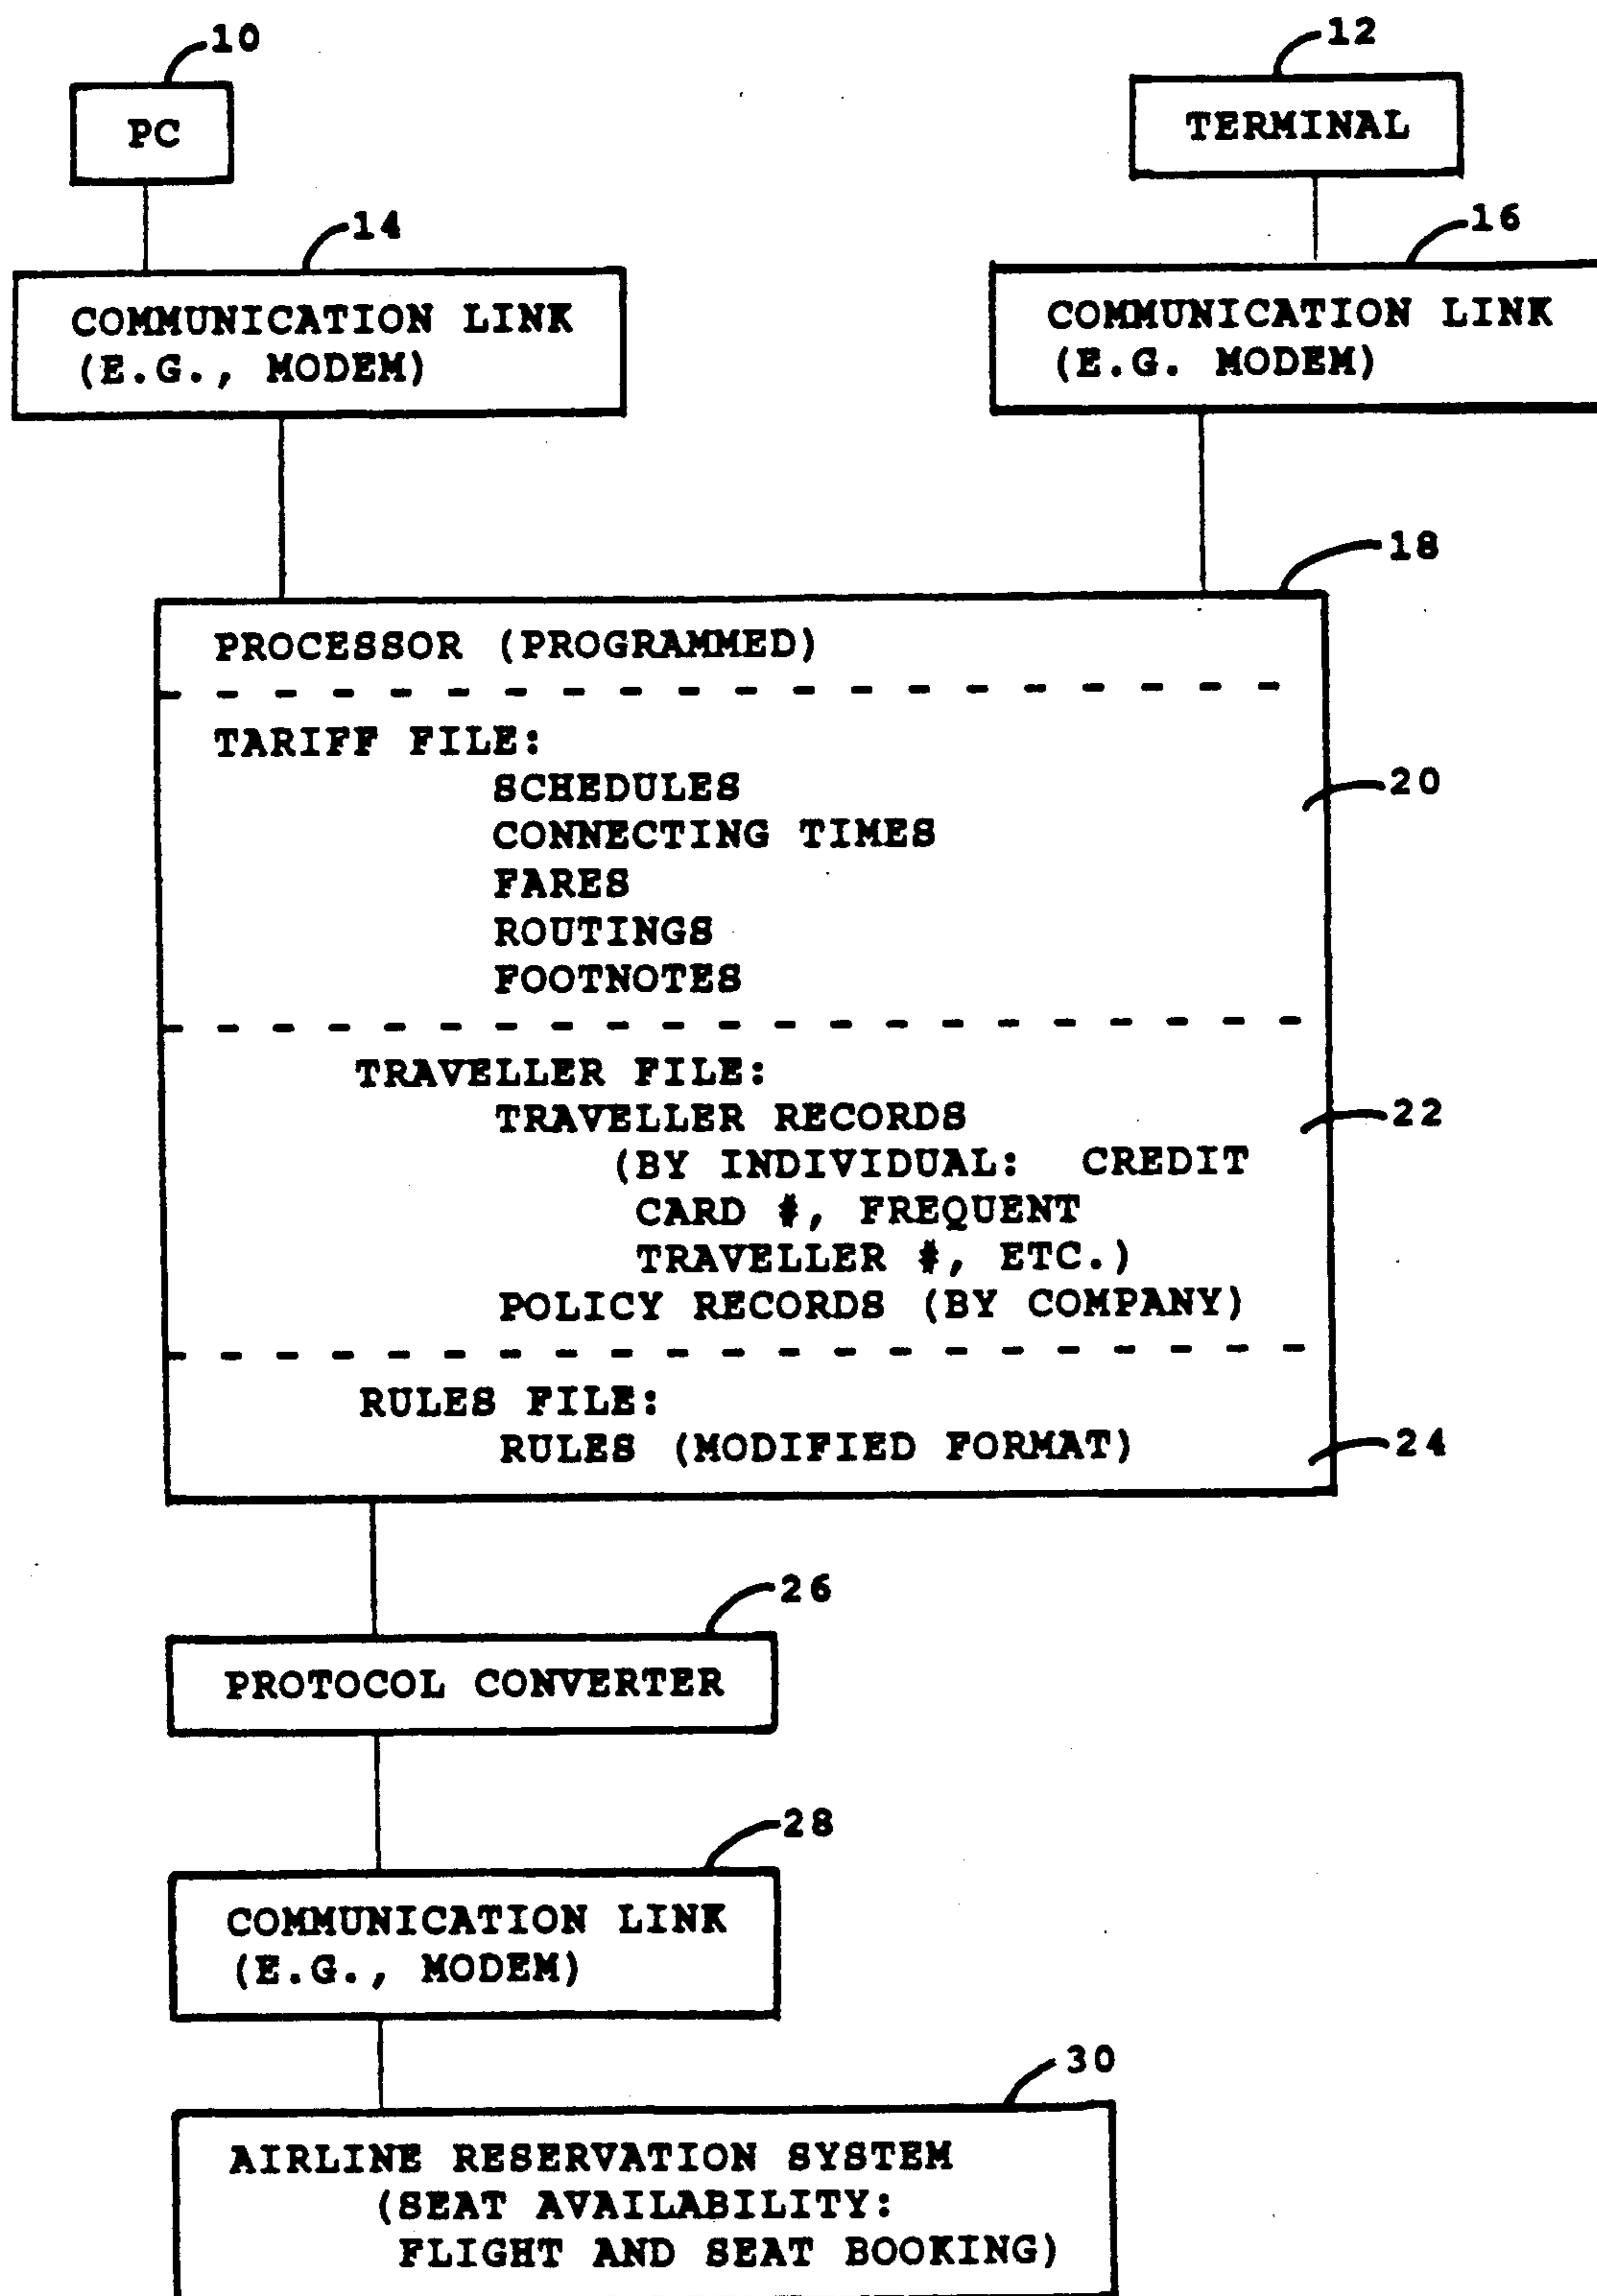 10
12
PC
TERMINAL
14
16
COMMUNICATION LINK
(E.G., MODEM)
COMMUNICATION LINK
(E.G. MODEM)
18
PROCESSOR (PROGRAMMED)
TARIFF FILE:
SCHEDULES
20
CONNECTING TIMES
FARES
ROUTINGS
FOOTNOTES
TRAVELLER FILE:
TRAVELLER RECORDS
22
(BY INDIVIDUAL: CREDIT
CARD #, FREQUENT
TRAVELLER #, ETC.)
POLICY RECORDS (BY COMPANY)
RULES FILE:
RULES (MODIFIED FORMAT)
24
26
PROTOCOL CONVERTER
28
COMMUNICATION LINK
(E.G., MODEM)
30
AIRLINE RESERVATION SYSTEM
(SEAT AVAILABILITY:
FLIGHT AND SEAT BOOKING)